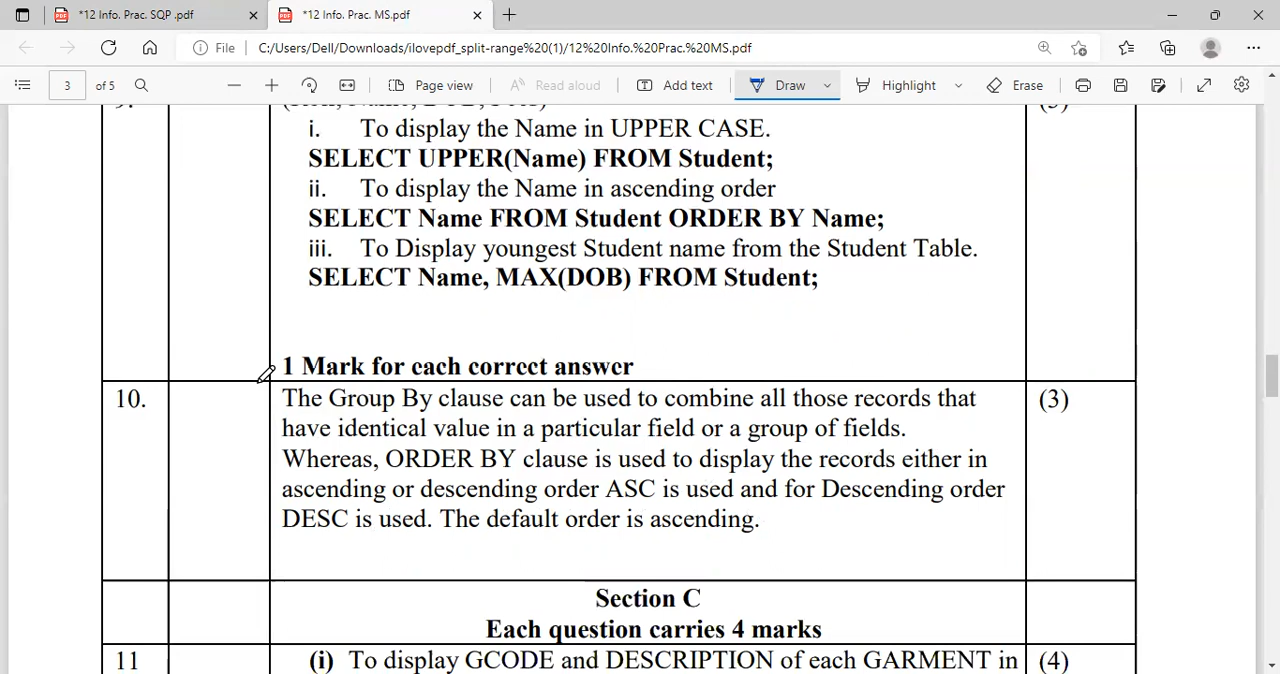 *12 Info. Prac. SQP .pdf
*12 Info. Prac. MS.pdf
File
C:/Users/Dell/Downloads/ilovepdf_split-range%20(1)/12%20Info.%20Prac.%20MS.pdf
3 of 5
Page view
Read aloud
Add text
Draw
Highlight
Erase
9.
i. To display the Name in UPPER CASE.
SELECT UPPER(Name) FROM Student;
ii. To display the Name in ascending order
SELECT Name FROM Student ORDER BY Name;
iii. To Display youngest Student name from the Student Table.
SELECT Name, MAX(DOB) FROM Student;
1 Mark for each correct answer
10.
The Group By clause can be used to combine all those records that
have identical value in a particular field or a group of fields.
Whereas, ORDER BY clause is used to display the records either in
ascending or descending order ASC is used and for Descending order
DESC is used. The default order is ascending.
(3)
Section C
Each question carries 4 marks
11
(i) To display GCODE and DESCRIPTION of each GARMENT in
(4)